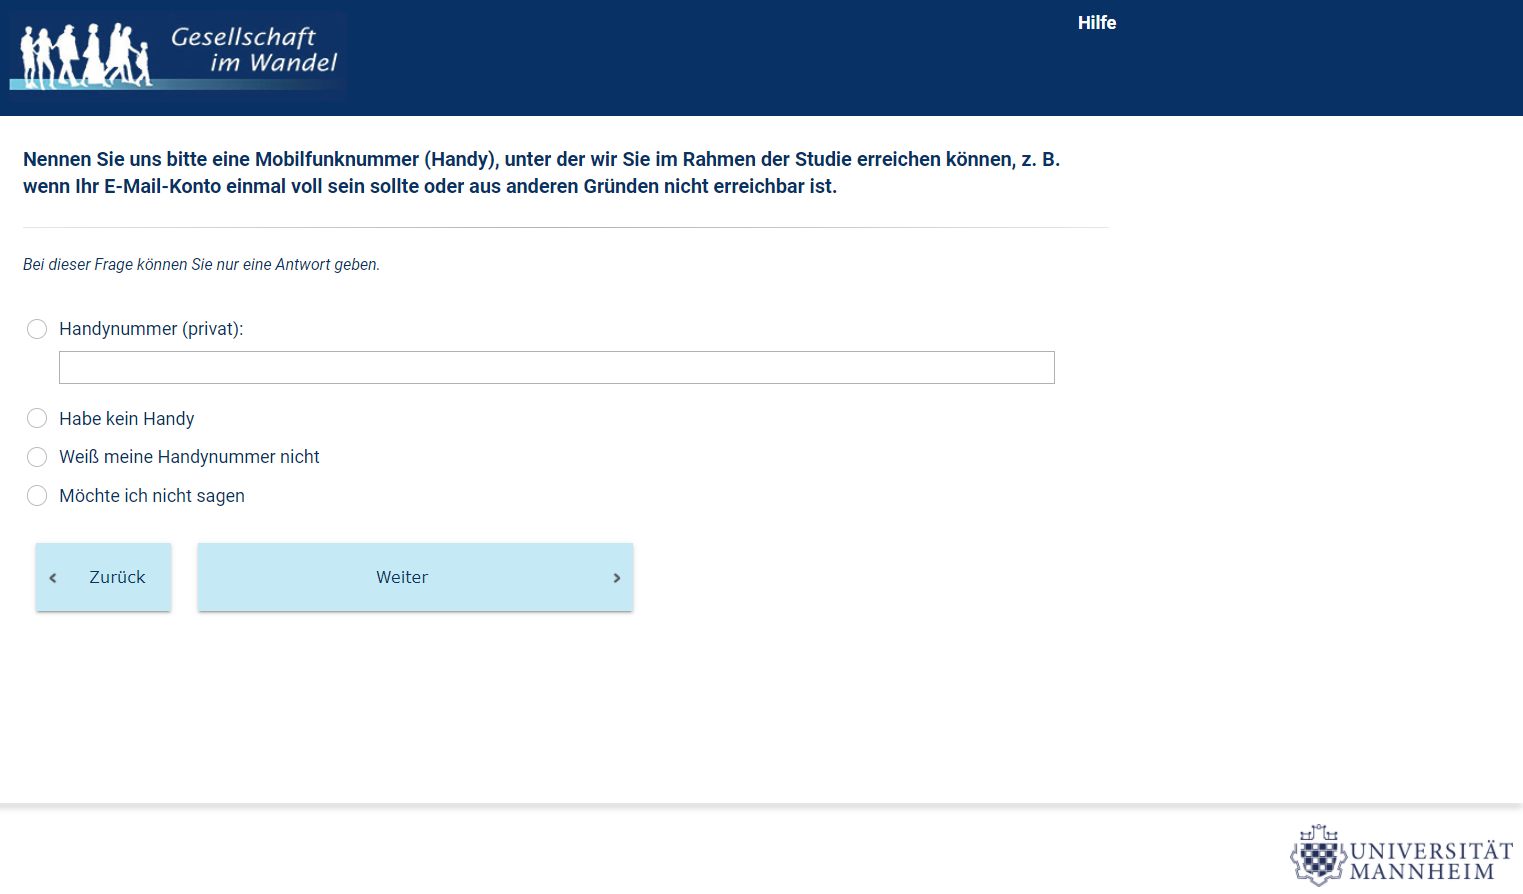 Gesellschaft
im Wandel
Hilfe
Nennen Sie uns bitte eine Mobilfunknummer (Handy), unter der wir Sie im Rahmen der Studie erreichen können, z. B.
wenn Ihr E-Mail-Konto einmal voll sein sollte oder aus anderen Gründen nicht erreichbar ist.
Bei dieser Frage können Sie nur eine Antwort geben.
Handynummer (privat):
Habe kein Handy
Weiß meine Handynummer nicht
Möchte ich nicht sagen
Zurück
Weiter
UNIVERSITÄT
MANNHEIM